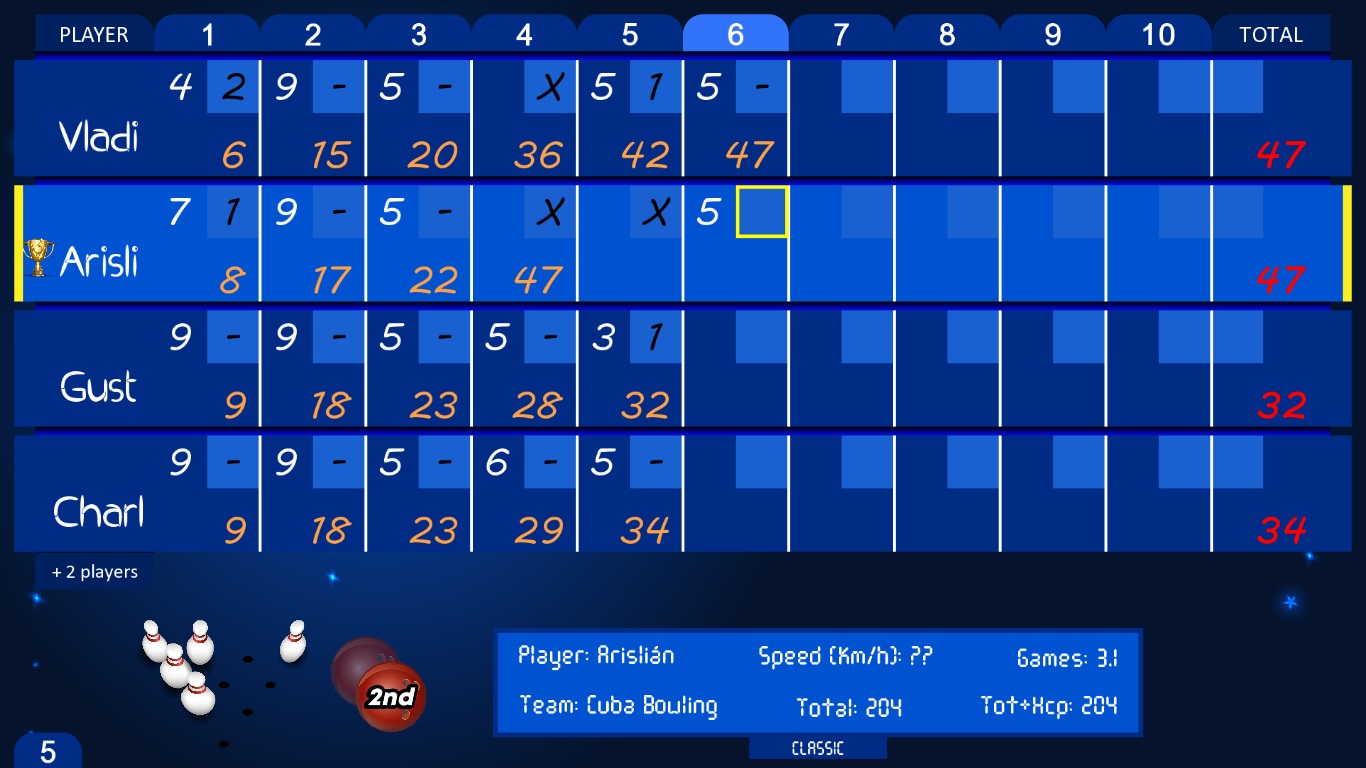 PLAYER 1 2 3 4 5 6 7 8 9 10 TOTAL
4 2 9 - 5 - X 5 1 5 -
Vladi 6 15 20 36 42 47 47
7 1 9 - 5 - X X 5
Arisli 8 17 22 47 47
9 - 9 - 5 - 5 - 3 1
Gust 9 18 23 28 32 32
9 - 9 - 5 - 6 - 5 -
Charl 9 18 23 29 34 34
+ 2 players
Player: Arislián Speed (Km/h): ?? Games: 3.1
2nd
Team: Cuba Bowling Total: 204 Tot+Hcp: 204
5 CLASSIC